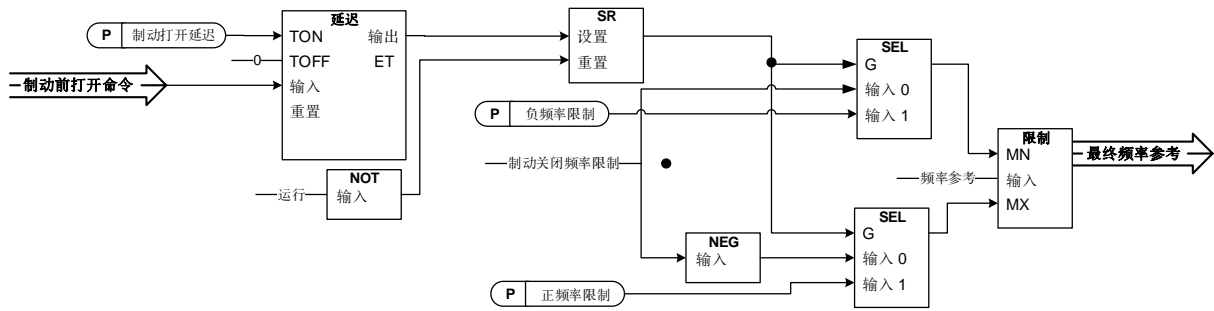 延迟
P 制动打开延迟
TON 输出
0 TOFF ET
制动前打开命令
输入
重置
运行
NOT
输入
SR
设置
重置
P 负频率限制
制动关闭频率限制
NEG
输入
P 正频率限制
SEL
G
输入 0
输入 1
SEL
G
输入 0
输入 1
限制
MN
频率参考 输入
MX
最终频率参考